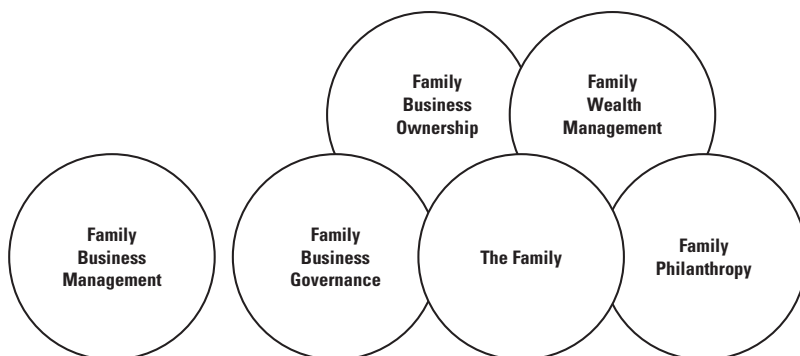 Family
Business
Ownership
Family
Wealth
Management
Family
Business
Management
Family
Business
Governance
The Family
Family
Philanthropy